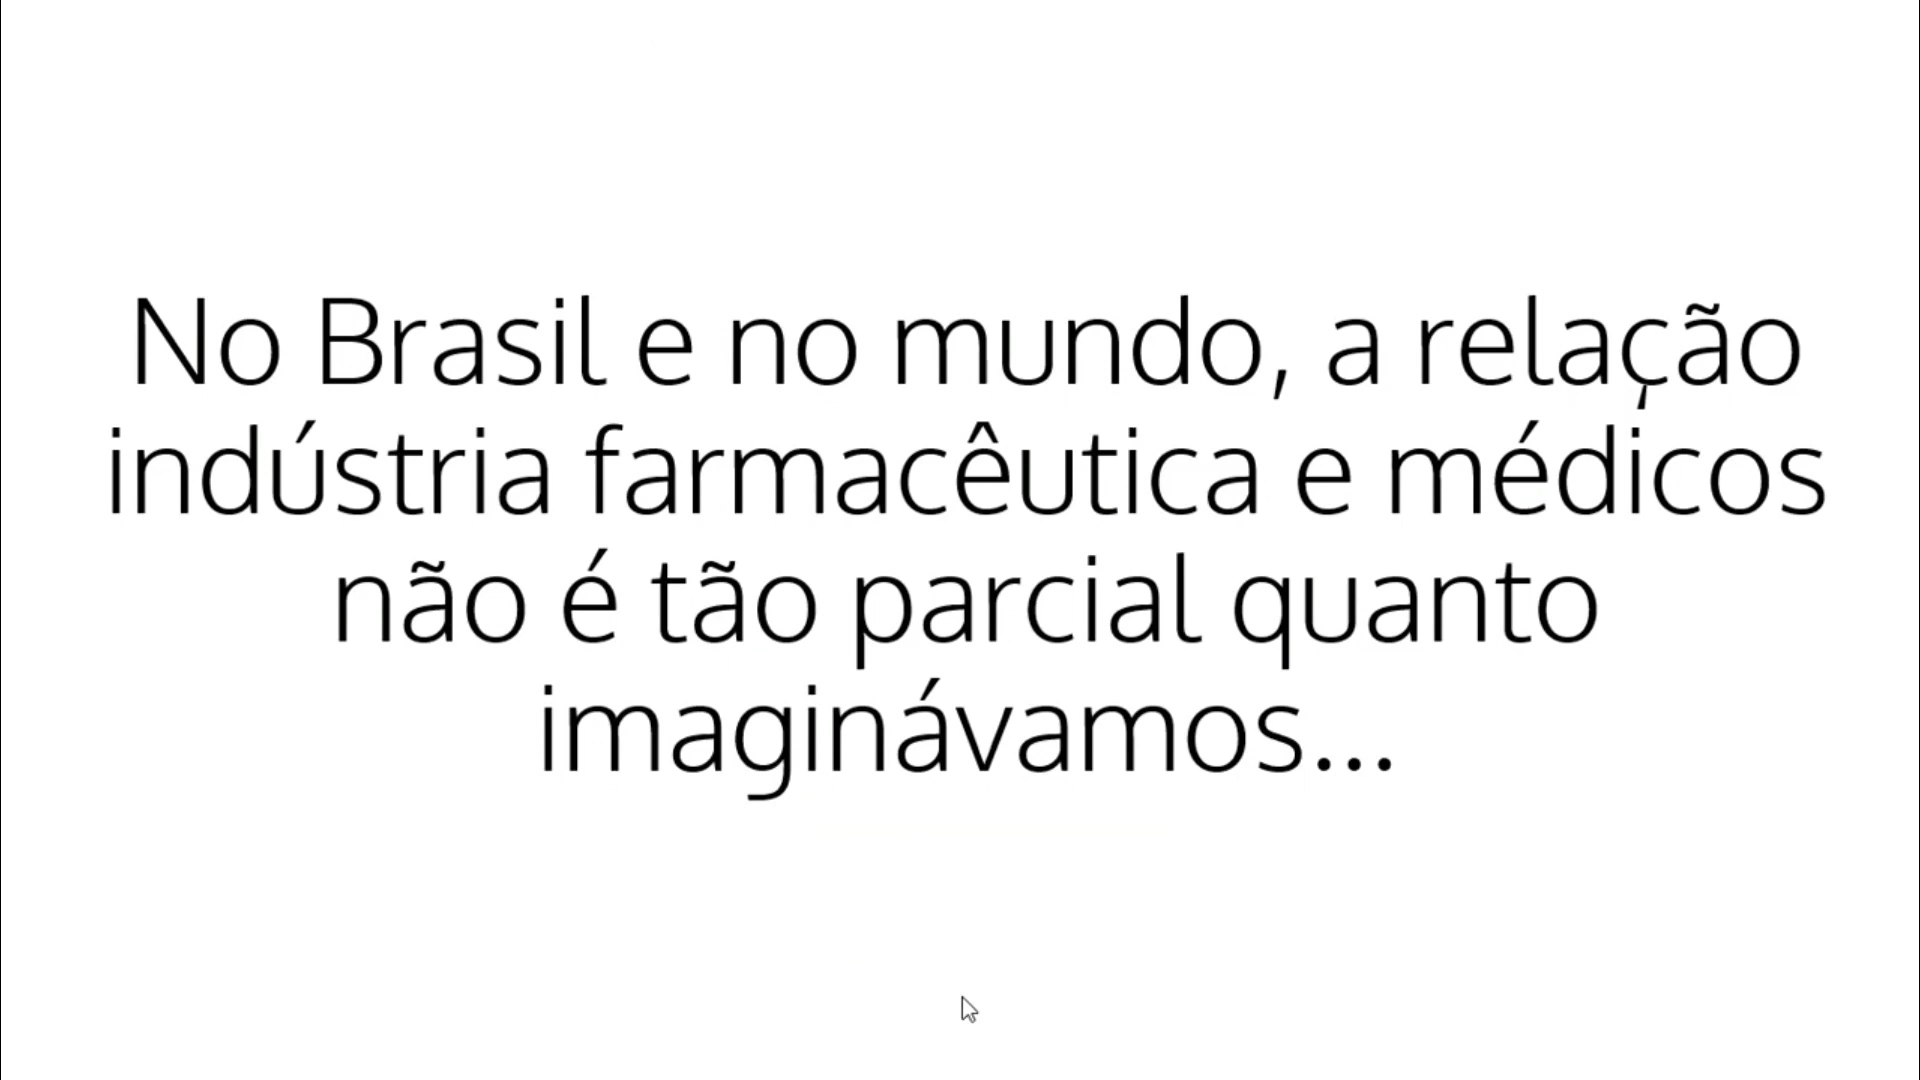 No Brasil e no mundo, a relação
indústria farmacêutica e médicos
não é tão parcial quanto
imaginávamos...